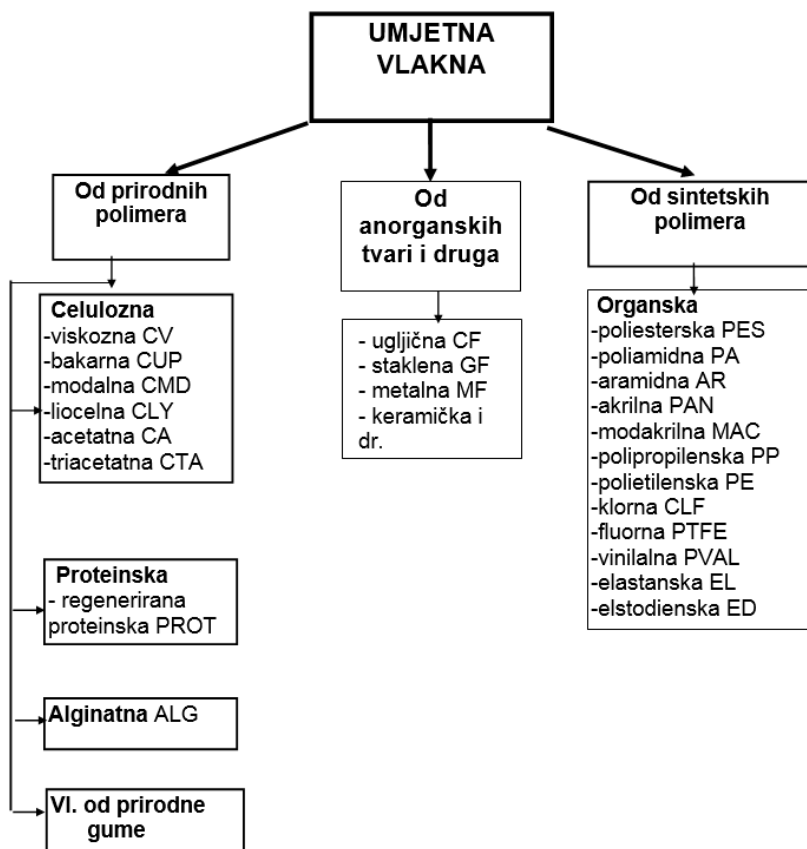 UMJETNA
VLAKNA
Od prirodnih
polimera
Celulozna
-viskozna CV
-bakarna CUP
-modalna CMD
-liocelna CLY
-acetatna CA
-triacetatna CTA
Proteinska
- regenerirana
proteinska PROT
Alginatna ALG
Vl. od prirodne
gume
Od
anorganskih
tvari i druga
- ugljična CF
- staklena GF
- metalna MF
- keramička i
dr.
Od sintetskih
polimera
Organska
-poliesterska PES
-poliamidna PA
-aramidna AR
-akrilna PAN
-modakrilna MAC
-polipropilenska PP
-polietilenska PE
-klorna CLF
-fluorna PTFE
-vinilalna PVAL
-elastanska EL
-elstodienska ED